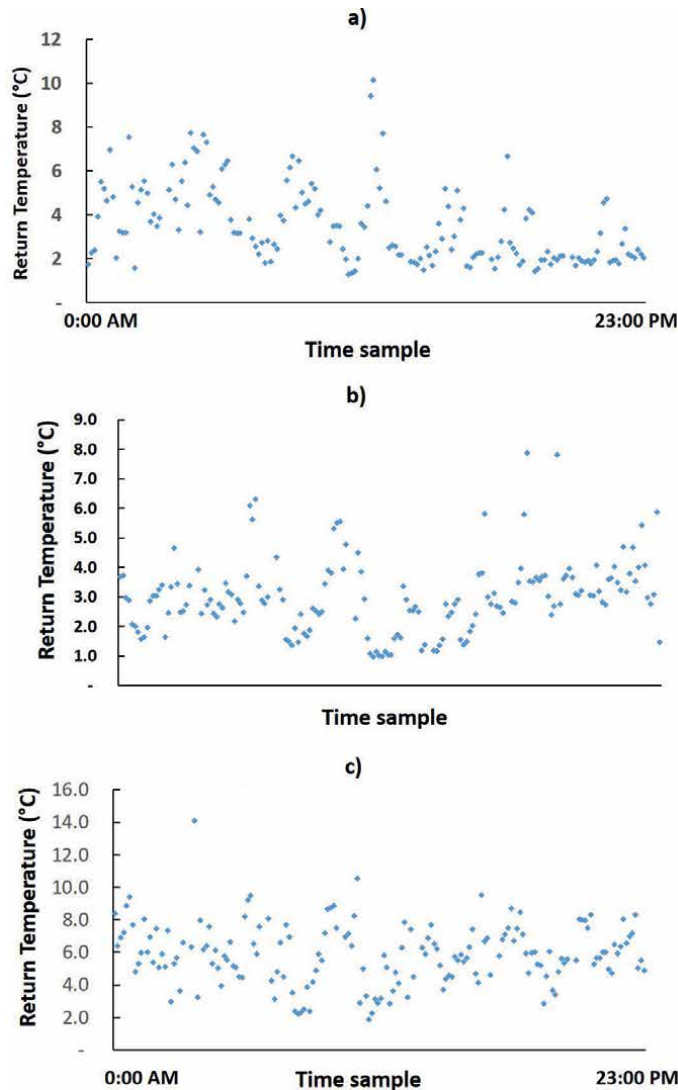 a)
Return Temperature (°C)
12
10
8
6
4
2
-
0:00 AM
23:00 PM
Time sample
b)
Return Temperature (°C)
9.0
8.0
7.0
6.0
5.0
4.0
3.0
2.0
1.0
-
Time sample
c)
Return Temperature (°C)
16.0
14.0
12.0
10.0
8.0
6.0
4.0
2.0
-
0:00 AM
Time sample
23:00 PM